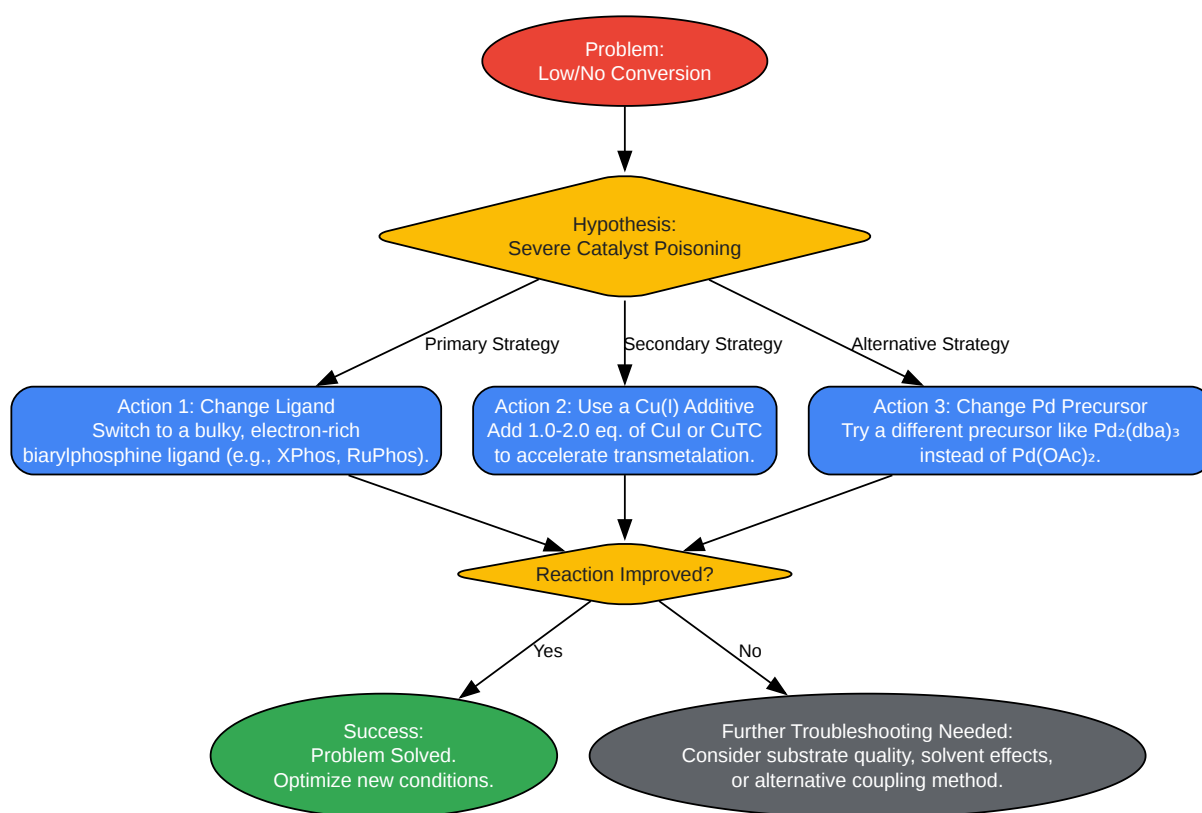 Problem:
Low/No Conversion
Hypothesis:
Severe Catalyst Poisoning
Primary Strategy
Secondary Strategy
Alternative Strategy
Action 1: Change Ligand
Switch to a bulky, electron-rich
biarylphosphine ligand (e.g., XPhos, RuPhos).
Action 2: Use a Cu(I) Additive
Add 1.0-2.0 eq. of CuI or CuTC
to accelerate transmetalation.
Action 3: Change Pd Precursor
Try a different precursor like Pd₂(dba)₃
instead of Pd(OAc)₂.
Reaction Improved?
Yes
No
Success:
Problem Solved.
Optimize new conditions.
Further Troubleshooting Needed:
Consider substrate quality, solvent effects,
or alternative coupling method.